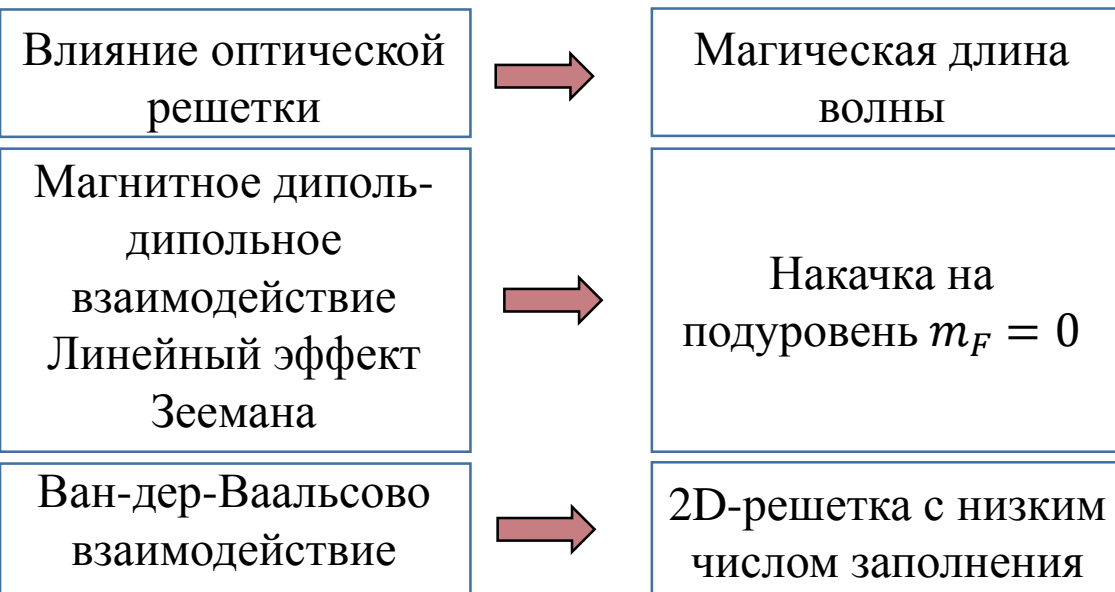 Влияние оптической
решетки
Магическая длина
волны
Магнитное диполь-
дипольное
взаимодействие
Линейный эффект
Зеемана
Накачка на
подуровень m_F = 0
Ван-дер-Ваальсово
взаимодействие
2D-решетка с низким
числом заполнения